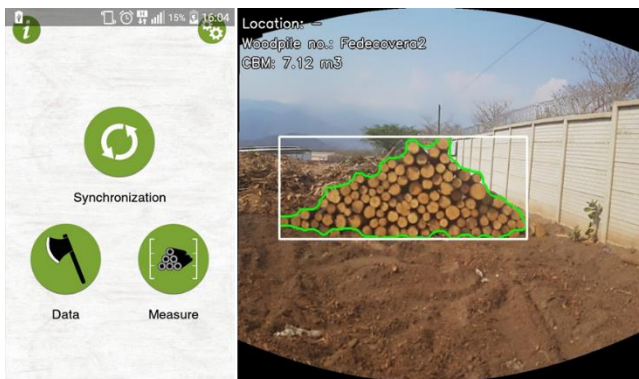 15% 16:04
i
Synchronization
Data
Measure
Location: -
Woodpile no.: Fedecovera2
CBM: 7.12 m3